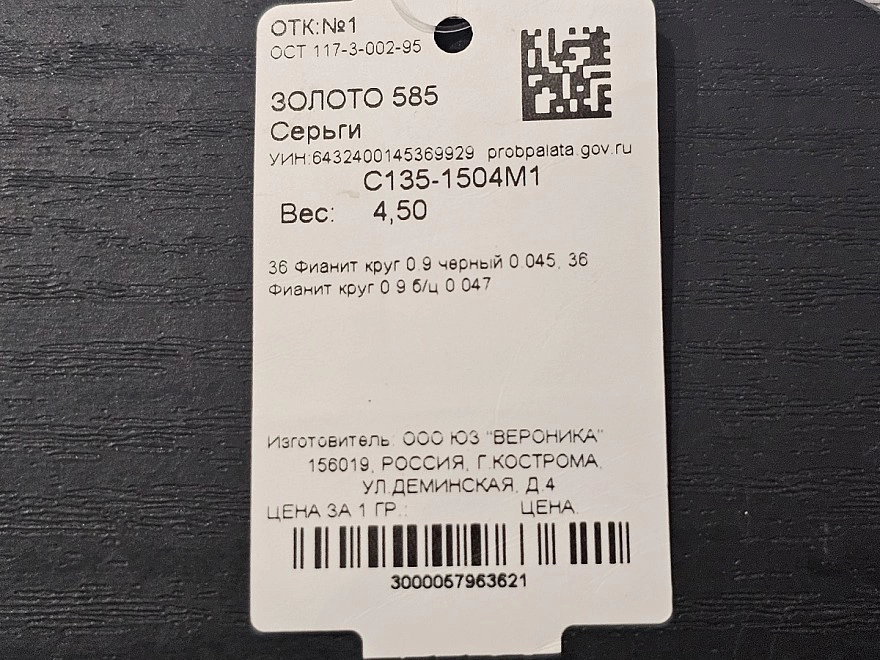 ОТК:№1
ОСТ 117-3-002-95
ЗОЛОТО 585
Серьги
УИН:6432400145369929 probpalata.gov.ru
С135-1504М1
Вес: 4,50
36 Фианит круг 0.9 черный 0.045, 36
Фианит круг 0.9 б/ц 0.047
Изготовитель: ООО ЮЗ "ВЕРОНИКА"
156019, РОССИЯ, Г.КОСТРОМА,
УЛ.ДЕМИНСКАЯ, Д.4
ЦЕНА ЗА 1 ГР.: ЦЕНА:
3000057963621